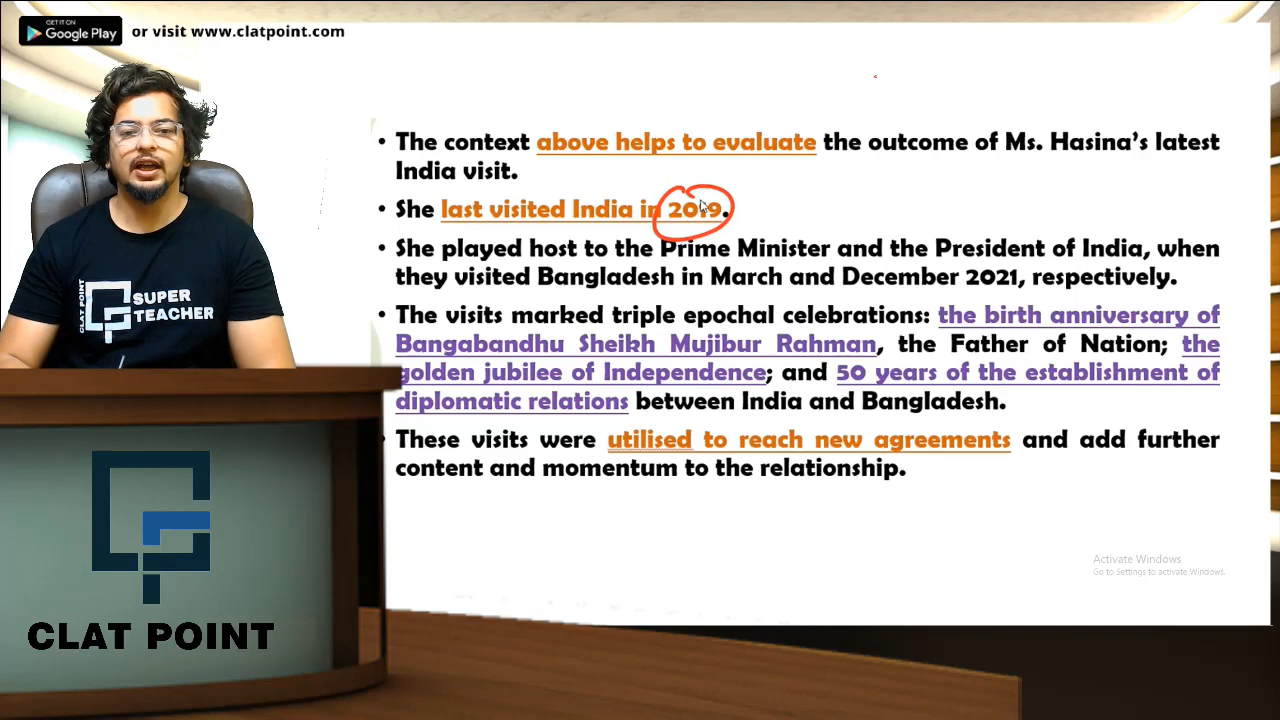 GET IT ON
Google Play
or visit www.clatpoint.com
• The context above helps to evaluate the outcome of Ms. Hasina’s latest
India visit.
• She last visited India in 2019.
• She played host to the Prime Minister and the President of India, when
they visited Bangladesh in March and December 2021, respectively.
• The visits marked triple epochal celebrations: the birth anniversary of
Bangabandhu Sheikh Mujibur Rahman, the Father of Nation; the
golden jubilee of Independence; and 50 years of the establishment of
diplomatic relations between India and Bangladesh.
• These visits were utilised to reach new agreements and add further
content and momentum to the relationship.
CLAT POINT
SUPER
TEACHER
Activate Windows
Go to Settings to activate Windows.
CLAT POINT